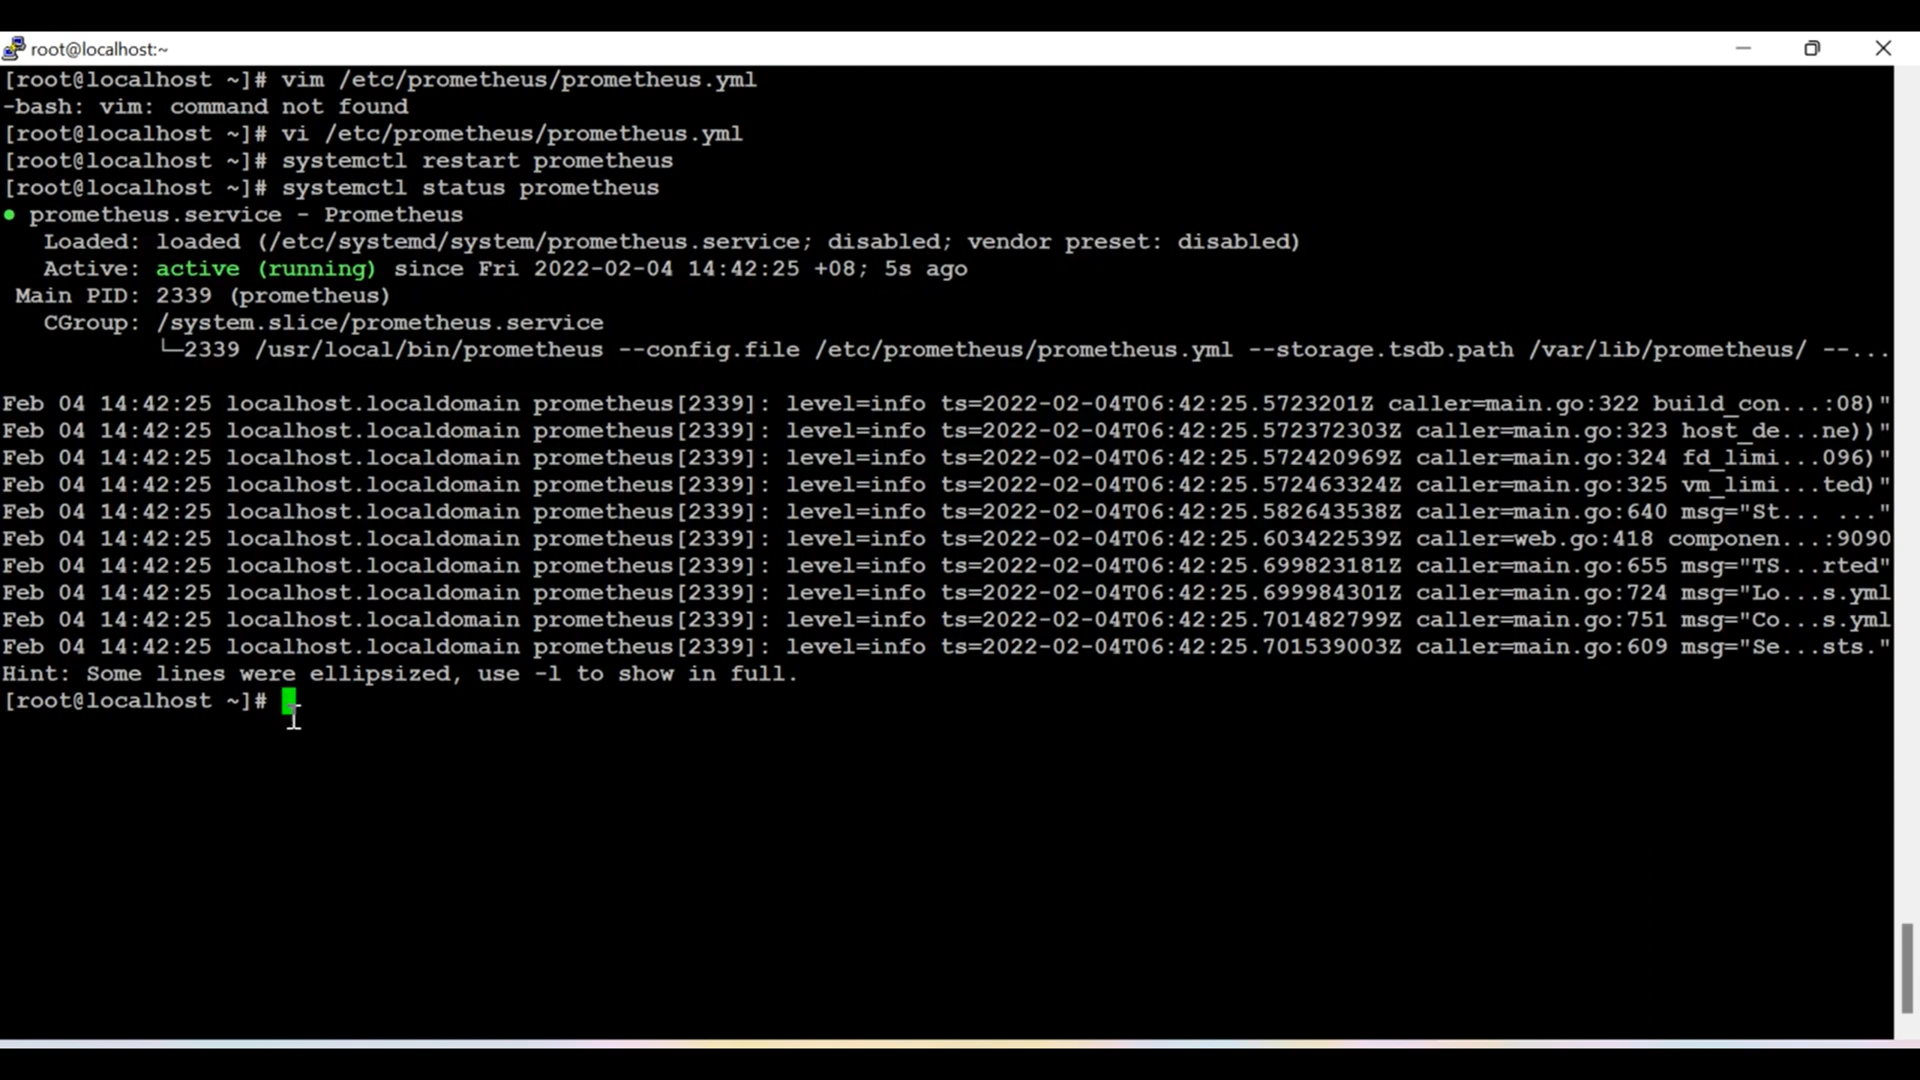 root@localhost:~
[root@localhost ~]# vim /etc/prometheus/prometheus.yml
-bash: vim: command not found
[root@localhost ~]# vi /etc/prometheus/prometheus.yml
[root@localhost ~]# systemctl restart prometheus
[root@localhost ~]# systemctl status prometheus
● prometheus.service - Prometheus
   Loaded: loaded (/etc/systemd/system/prometheus.service; disabled; vendor preset: disabled)
   Active: active (running) since Fri 2022-02-04 14:42:25 +08; 5s ago
 Main PID: 2339 (prometheus)
   CGroup: /system.slice/prometheus.service
           └─2339 /usr/local/bin/prometheus --config.file /etc/prometheus/prometheus.yml --storage.tsdb.path /var/lib/prometheus/ --...
Feb 04 14:42:25 localhost.localdomain prometheus[2339]: level=info ts=2022-02-04T06:42:25.5723201Z caller=main.go:322 build_con...:08)"
Feb 04 14:42:25 localhost.localdomain prometheus[2339]: level=info ts=2022-02-04T06:42:25.572372303Z caller=main.go:323 host_de...ne))"
Feb 04 14:42:25 localhost.localdomain prometheus[2339]: level=info ts=2022-02-04T06:42:25.572420969Z caller=main.go:324 fd_limi...096)"
Feb 04 14:42:25 localhost.localdomain prometheus[2339]: level=info ts=2022-02-04T06:42:25.572463324Z caller=main.go:325 vm_limi...ted)"
Feb 04 14:42:25 localhost.localdomain prometheus[2339]: level=info ts=2022-02-04T06:42:25.582643538Z caller=main.go:640 msg="St... ..."
Feb 04 14:42:25 localhost.localdomain prometheus[2339]: level=info ts=2022-02-04T06:42:25.603422539Z caller=web.go:418 componen...:9090
Feb 04 14:42:25 localhost.localdomain prometheus[2339]: level=info ts=2022-02-04T06:42:25.699823181Z caller=main.go:655 msg="TS...rted"
Feb 04 14:42:25 localhost.localdomain prometheus[2339]: level=info ts=2022-02-04T06:42:25.699984301Z caller=main.go:724 msg="Lo...s.yml
Feb 04 14:42:25 localhost.localdomain prometheus[2339]: level=info ts=2022-02-04T06:42:25.701482799Z caller=main.go:751 msg="Co...s.yml
Feb 04 14:42:25 localhost.localdomain prometheus[2339]: level=info ts=2022-02-04T06:42:25.701539003Z caller=main.go:609 msg="Se...sts."
Hint: Some lines were ellipsized, use -l to show in full.
[root@localhost ~]#